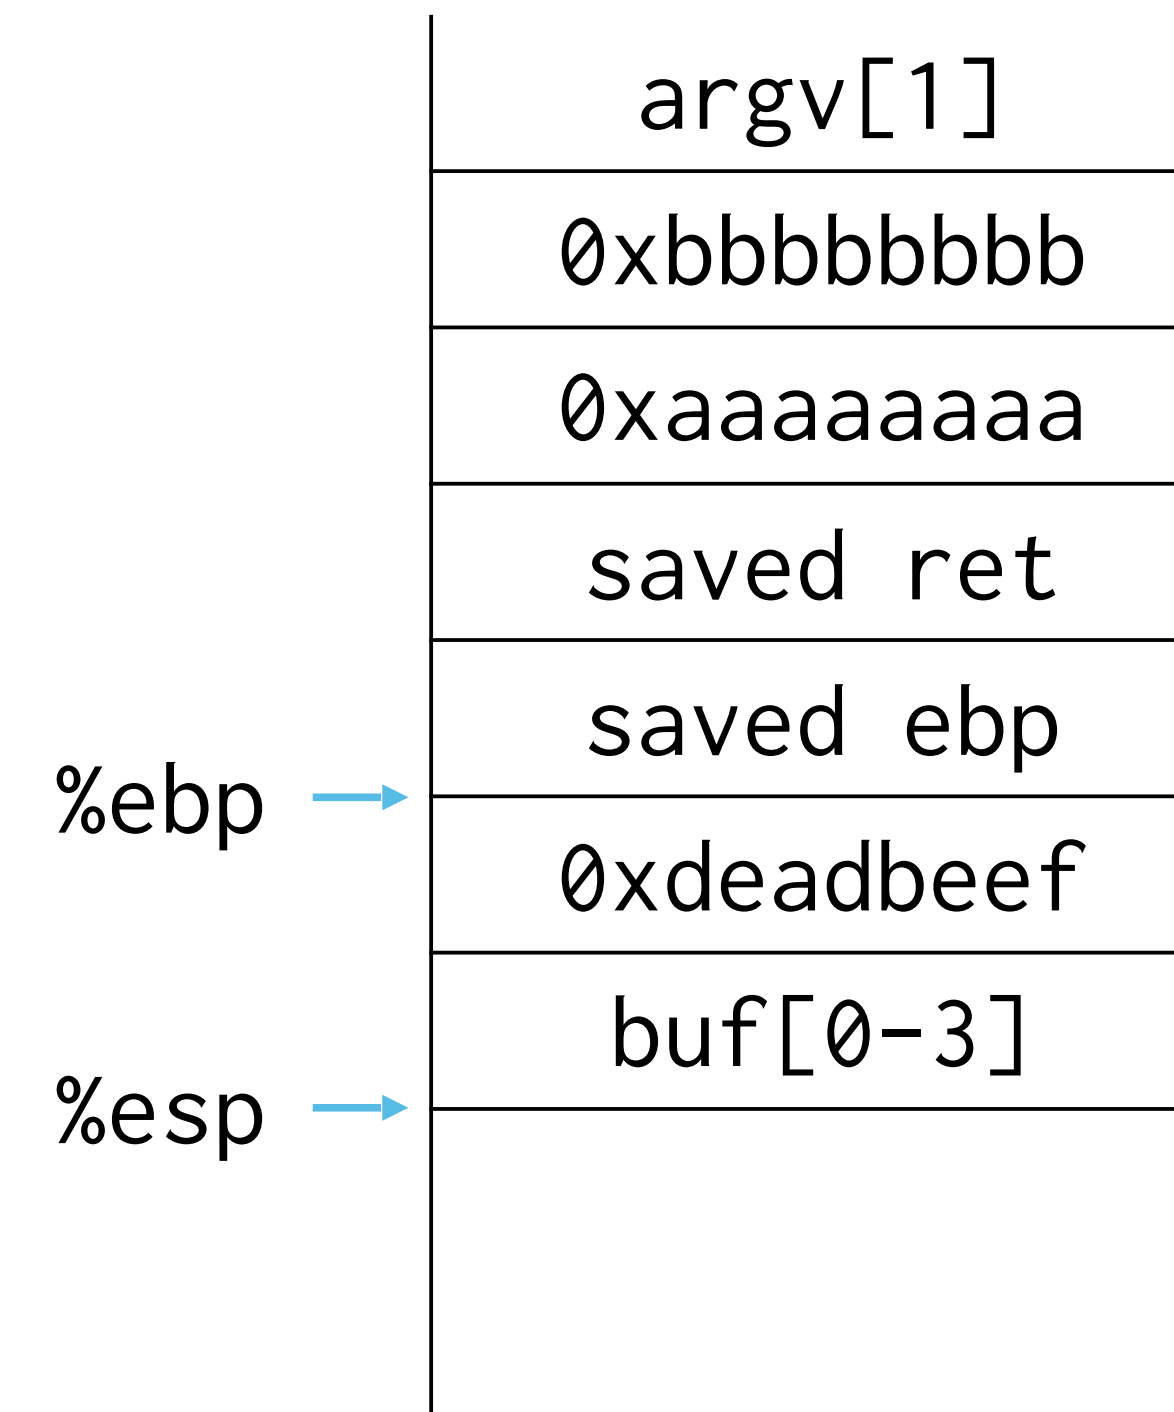 argv[1]
0xbbbbbbbb
0xaaaaaaaa
saved ret
saved ebp
%ebp
0xdeadbeef
buf[0-3]
%esp